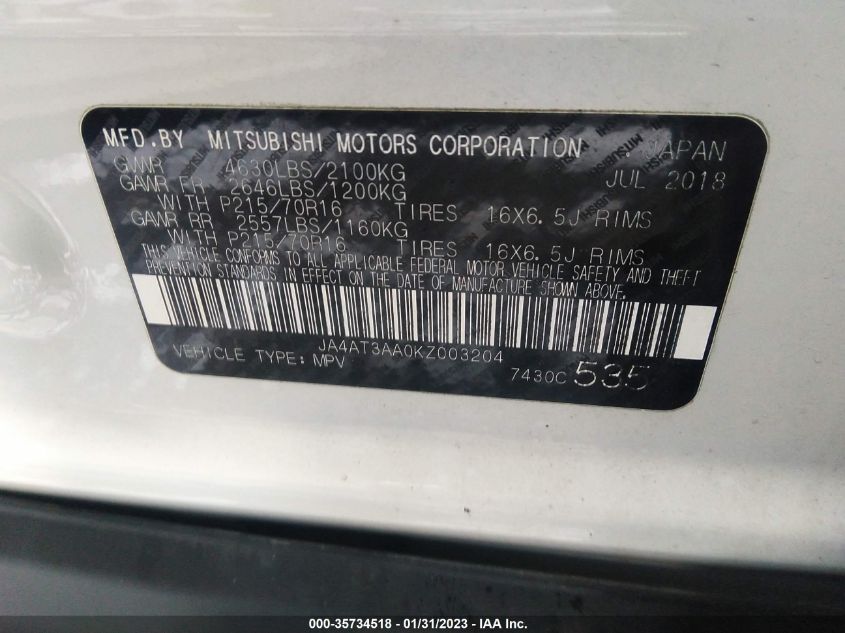 MFD.BY MITSUBISHI MOTORS CORPORATION JAPAN
GVWR 4630LBS/2100KG JUL 2018
GAWR FR 2646LBS/1200KG
WITH P215/70R16 TIRES 16X6.5J RIMS
GAWR RR 2557LBS/1160KG
WITH P215/70R16 TIRES 16X6.5J RIMS
THIS VEHICLE CONFORMS TO ALL APPLICABLE FEDERAL MOTOR VEHICLE SAFETY AND THEFT
PREVENTION STANDARDS IN EFFECT ON THE DATE OF MANUFACTURE SHOWN ABOVE.
JA4AT3AA0KZ003204
VEHICLE TYPE: MPV
7430C 535
000-35734518 - 01/31/2023 - IAA Inc.